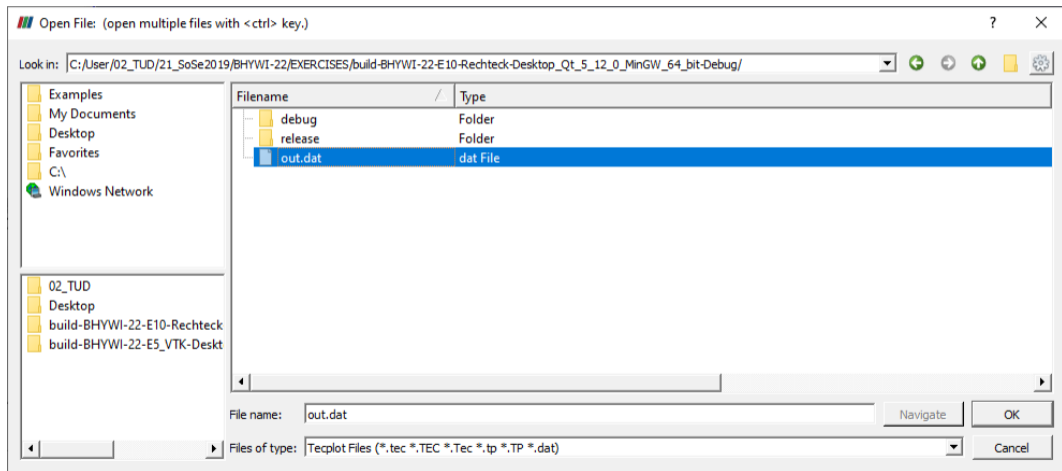 Open File: (open multiple files with <ctrl> key.)
?
Look in: C:/User/02_TUD/21_SoSe2019/BHYWI-22/EXERCISES/build-BHYWI-22-E10-Rechteck-Desktop_Qt_5_12_0_MinGW_64_bit-Debug/
Examples
My Documents
Desktop
Favorites
C:\
Windows Network
02_TUD
Desktop
build-BHYWI-22-E10-Rechteck
build-BHYWI-22-E5_VTK-Deskt
Filename Type
debug Folder
release Folder
out.dat dat File
File name: out.dat Navigate OK
Files of type: Tecplot Files (*.tec *.TEC *.Tec *.tp *.TP *.dat) Cancel